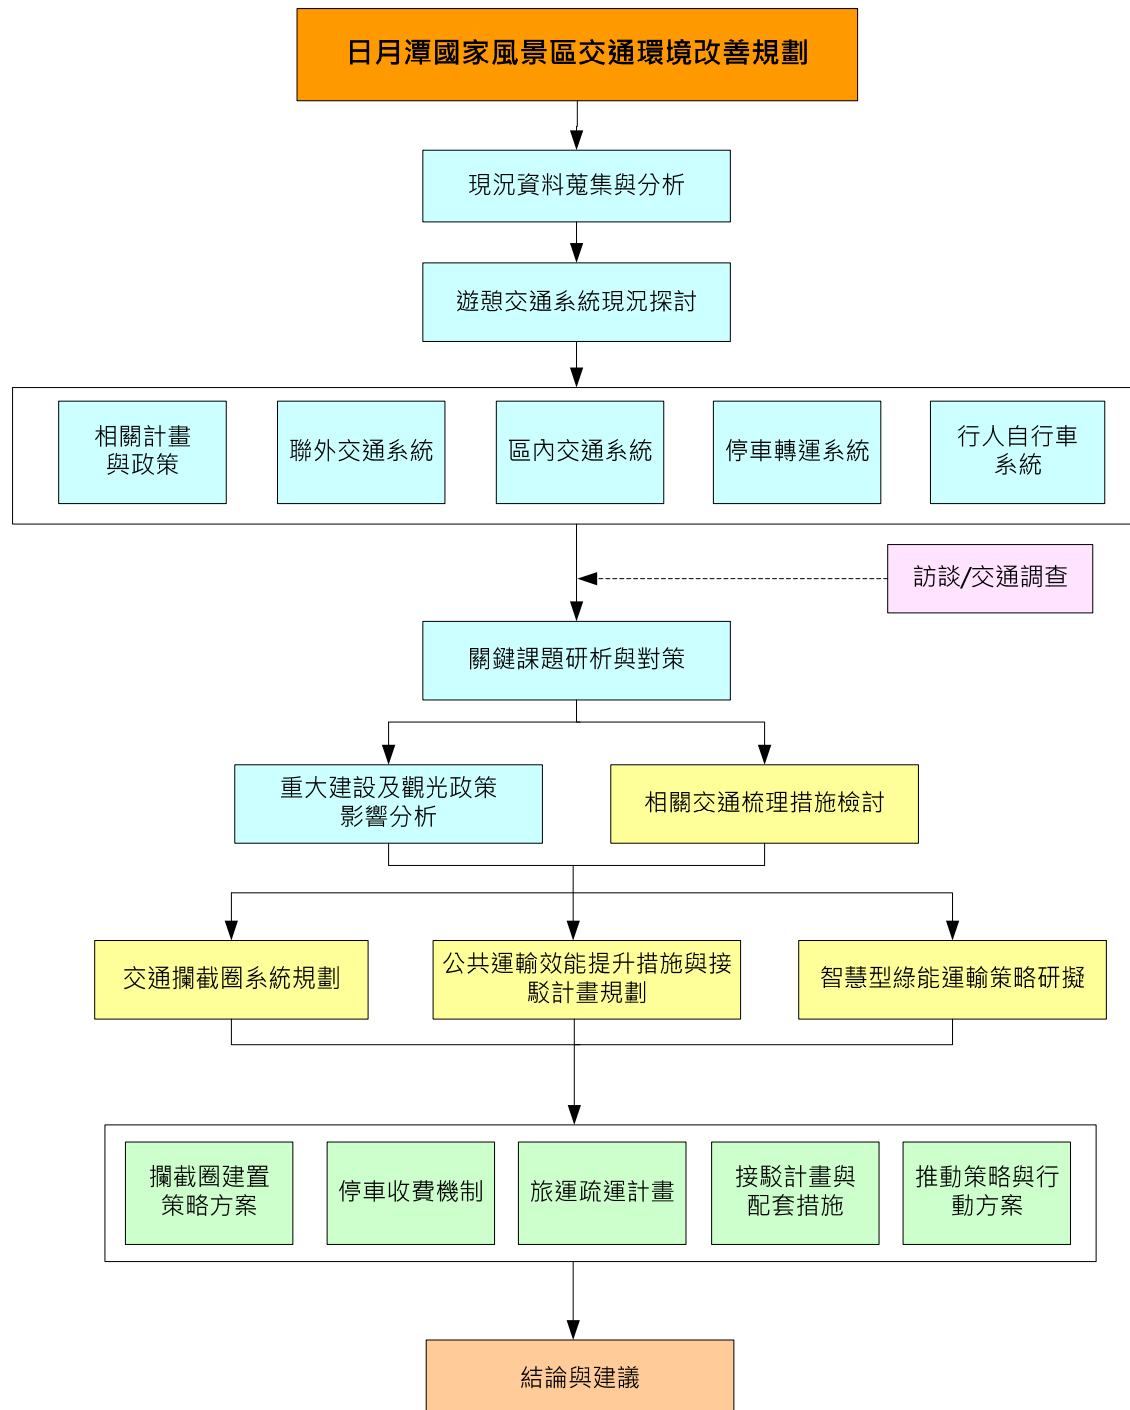 日月潭國家風景區交通環境改善規劃
現況資料蒐集與分析
遊憩交通系統現況探討
相關計畫
與政策
聯外交通系統
區內交通系統
停車轉運系統
行人自行車
系統
訪談/交通調查
關鍵課題研析與對策
重大建設及觀光政策
影響分析
相關交通梳理措施檢討
交通攔截圈系統規劃
公共運輸效能提升措施與接
駁計畫規劃
智慧型綠能運輸策略研擬
攔截圈建置
策略方案
停車收費機制
旅運疏運計畫
接駁計畫與
配套措施
推動策略與行
動方案
結論與建議